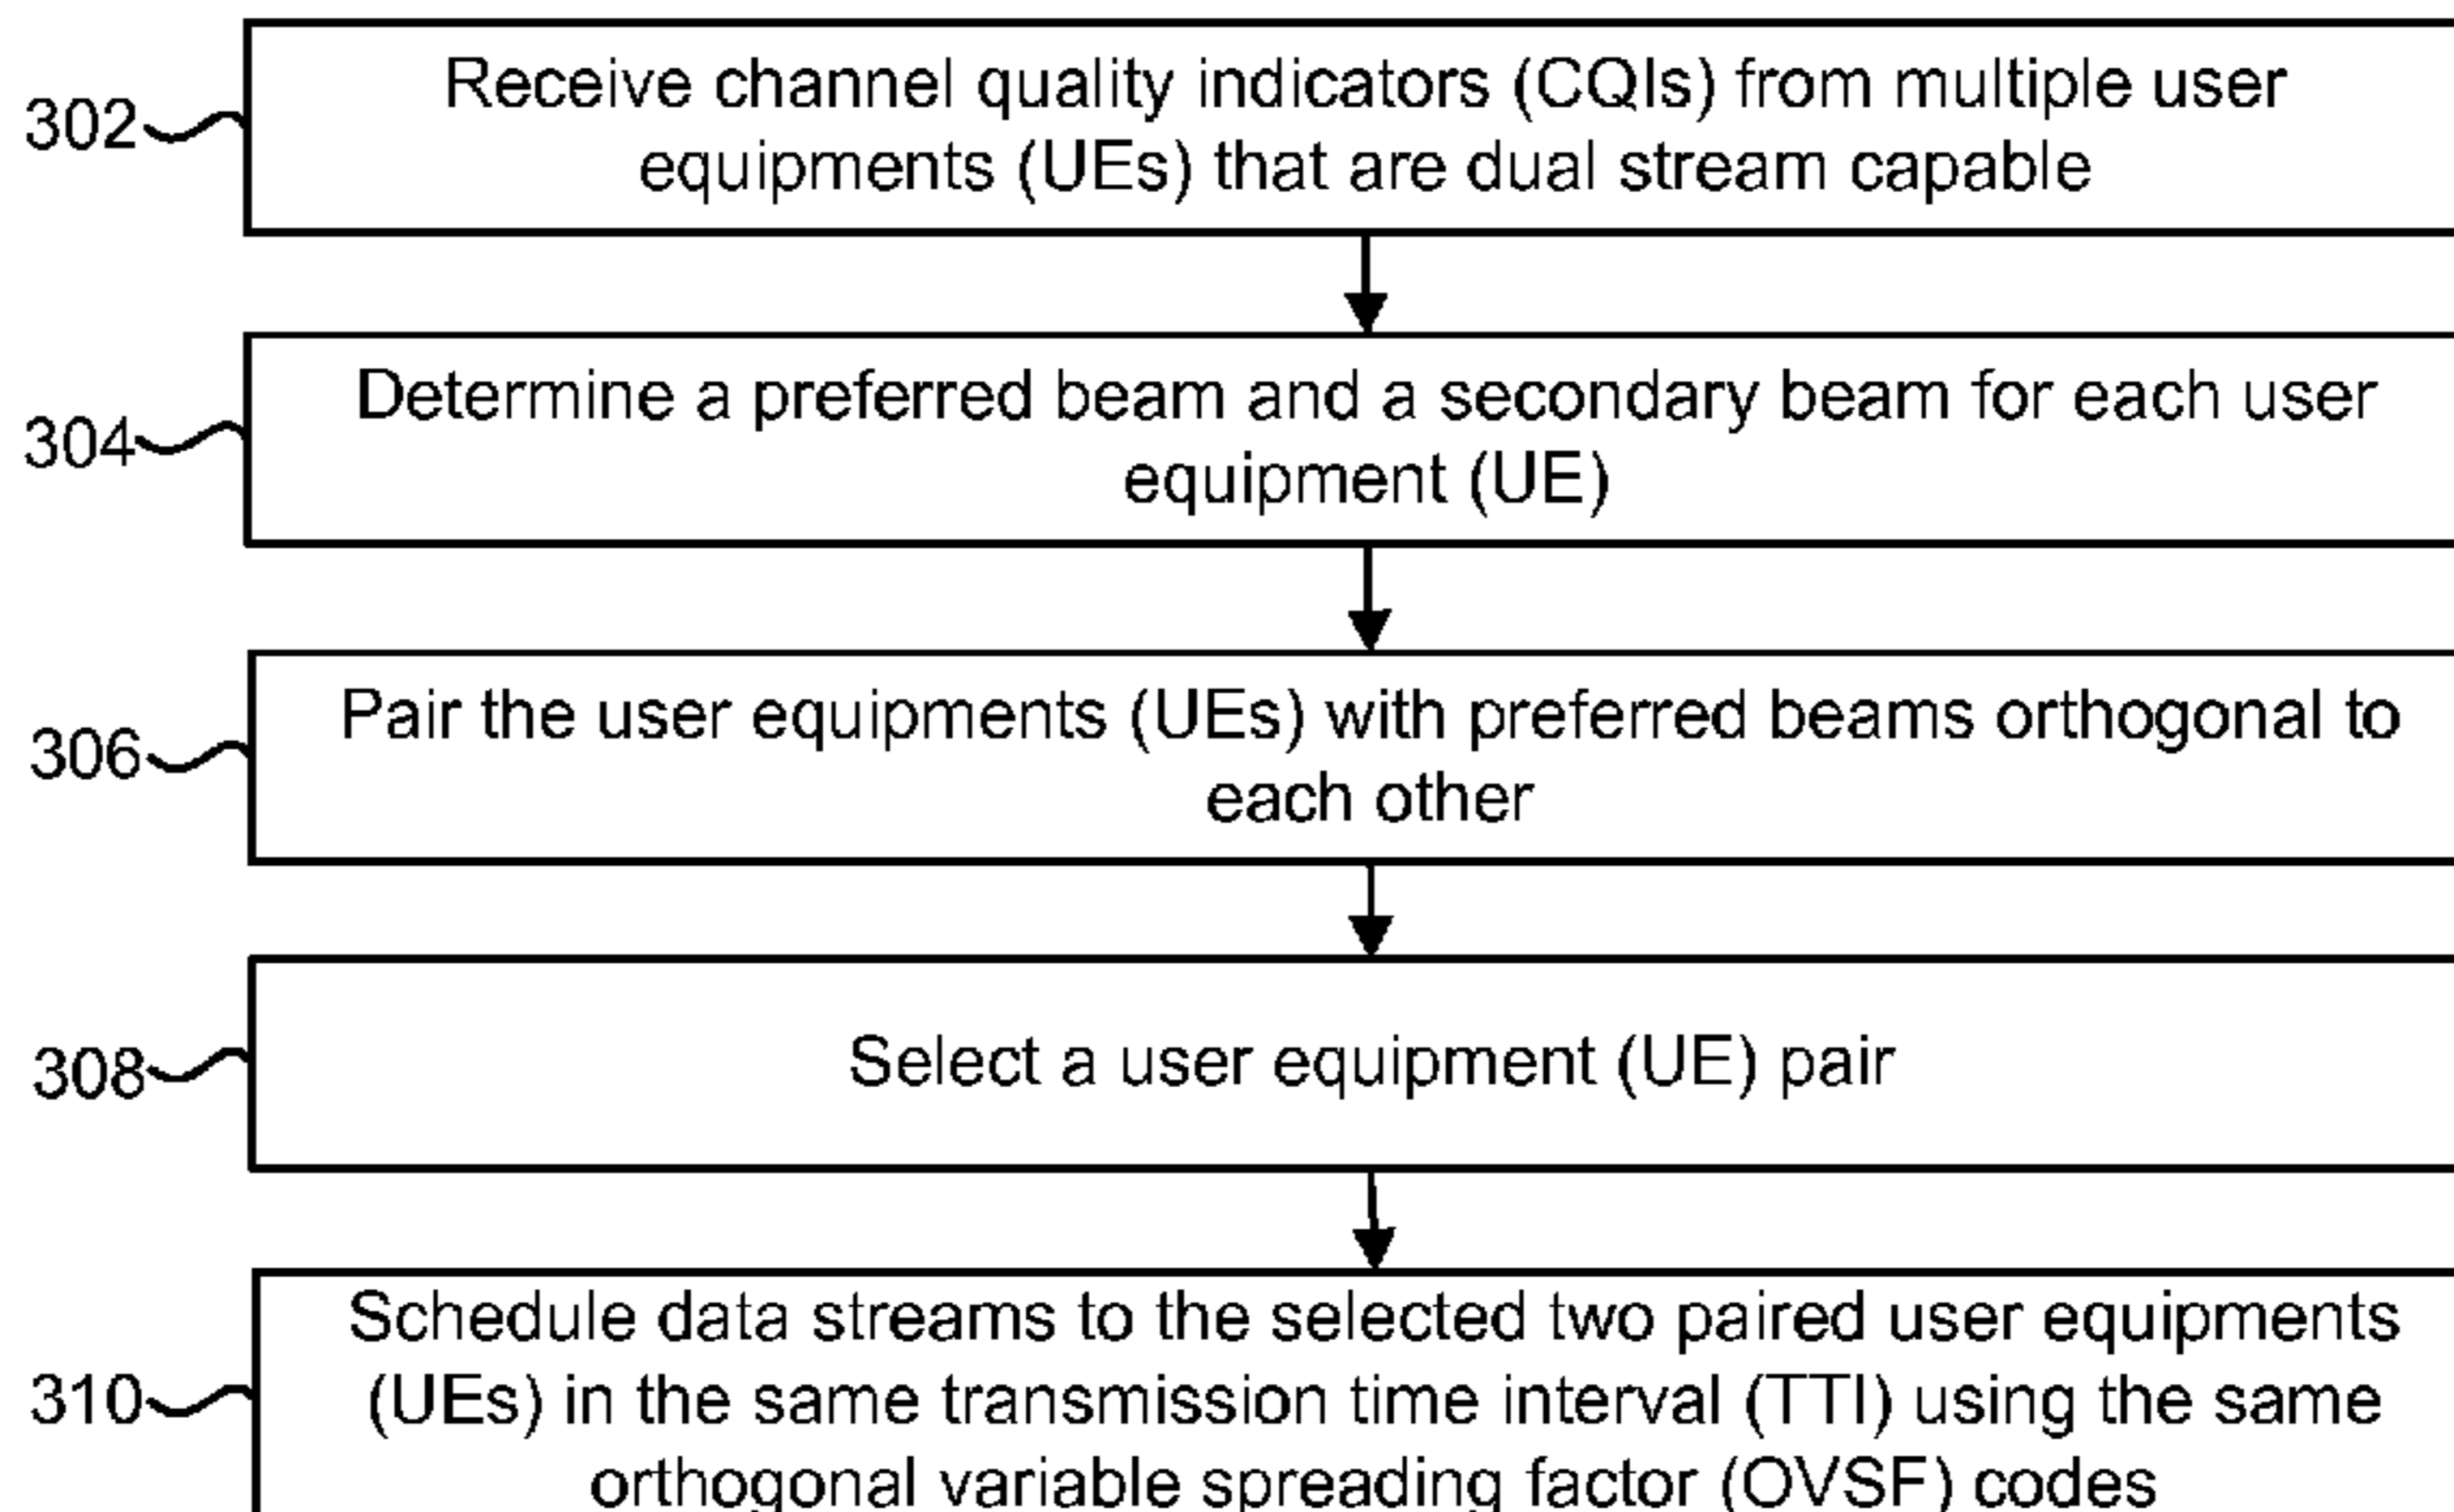 Receive channel quality indicators (CQIs) from multiple user
302
equipments (UEs) that are dual stream capable
Determine a preferred beam and a secondary beam for each user
304
equipment (UE)
Pair the user equipments (UEs) with preferred beams orthogonal to
306
each other
308
Select a user equipment (UE) pair
Schedule data streams to the selected two paired user equipments
310
(UEs) in the same transmission time interval (TTI) using the same
orthogonal variable spreading factor (OVSF) codes